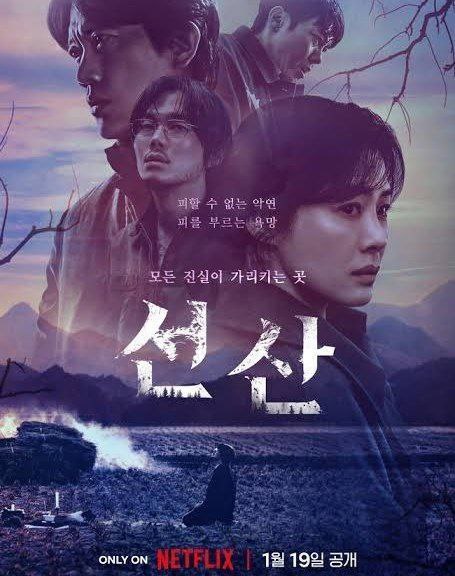 피할 수 없는 악연
피를 부르는 욕망
모든 진실이 가리키는 곳
선산
ONLY ON NETFLIX | 1월 19일 공개